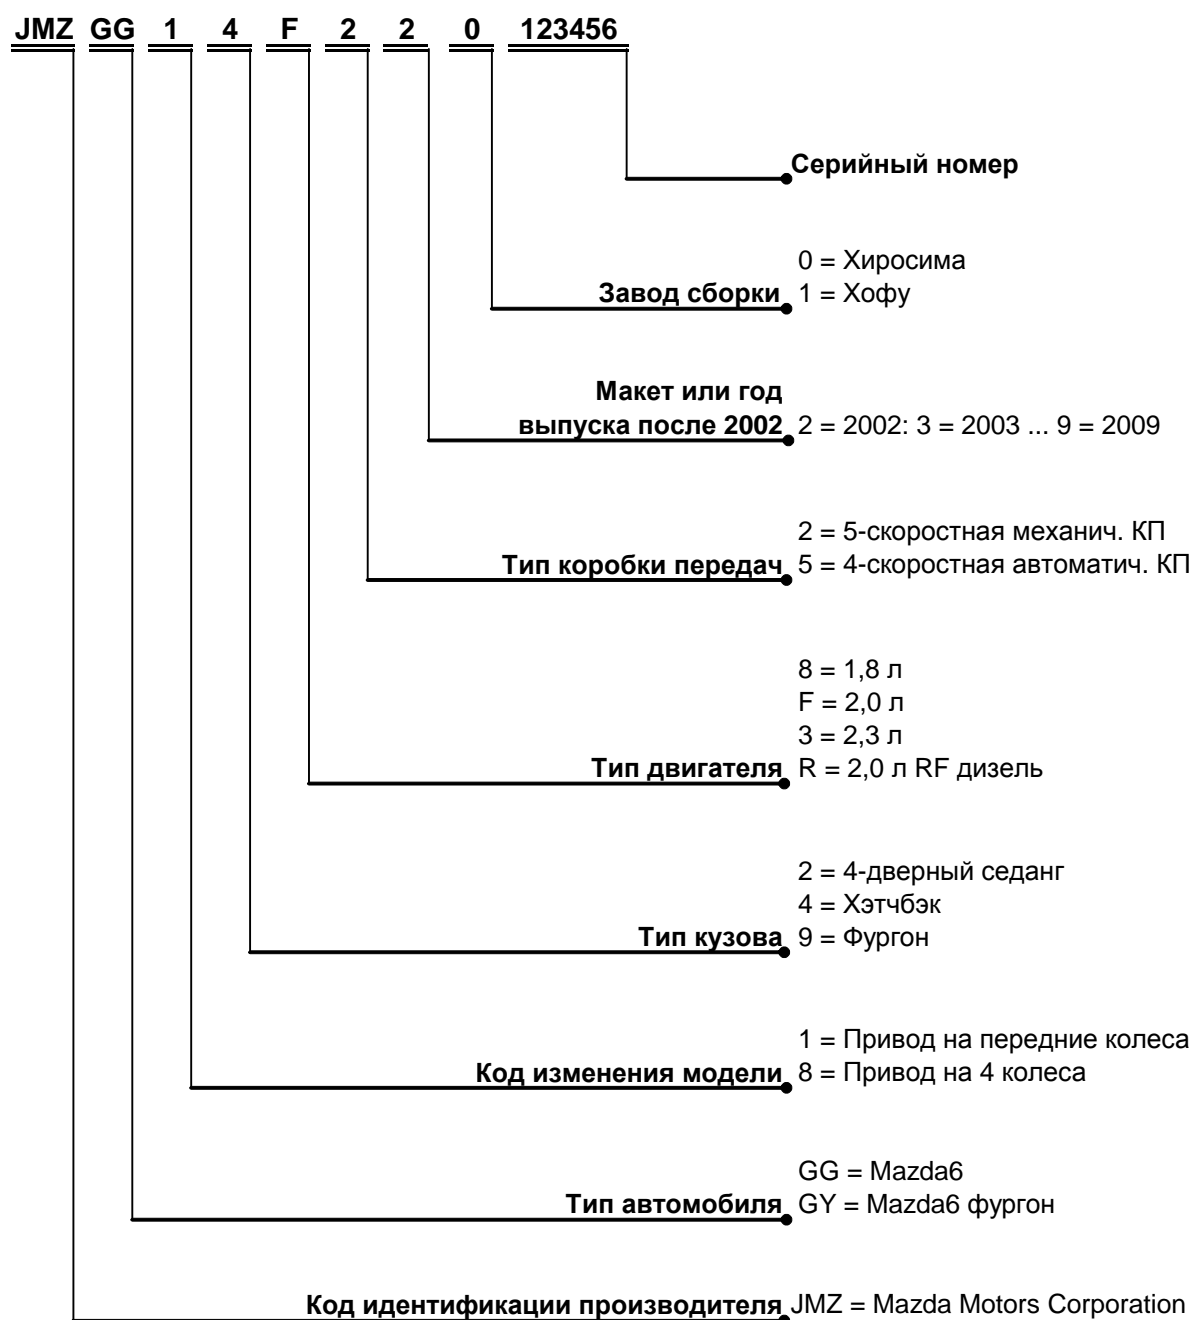 JMZ GG 1 4 F 2 2 0 123456
Серийный номер
0 = Хиросима
Завод сборки 1 = Хофу
Макет или год
выпуска после 2002 2 = 2002: 3 = 2003 ... 9 = 2009
2 = 5-скоростная механич. КП
Тип коробки передач 5 = 4-скоростная автоматич. КП
8 = 1,8 л
F = 2,0 л
3 = 2,3 л
Тип двигателя R = 2,0 л RF дизель
2 = 4-дверный седанг
4 = Хэтчбэк
Тип кузова 9 = Фургон
1 = Привод на передние колеса
Код изменения модели 8 = Привод на 4 колеса
GG = Mazda6
Тип автомобиля GY = Mazda6 фургон
Код идентификации производителя JMZ = Mazda Motors Corporation